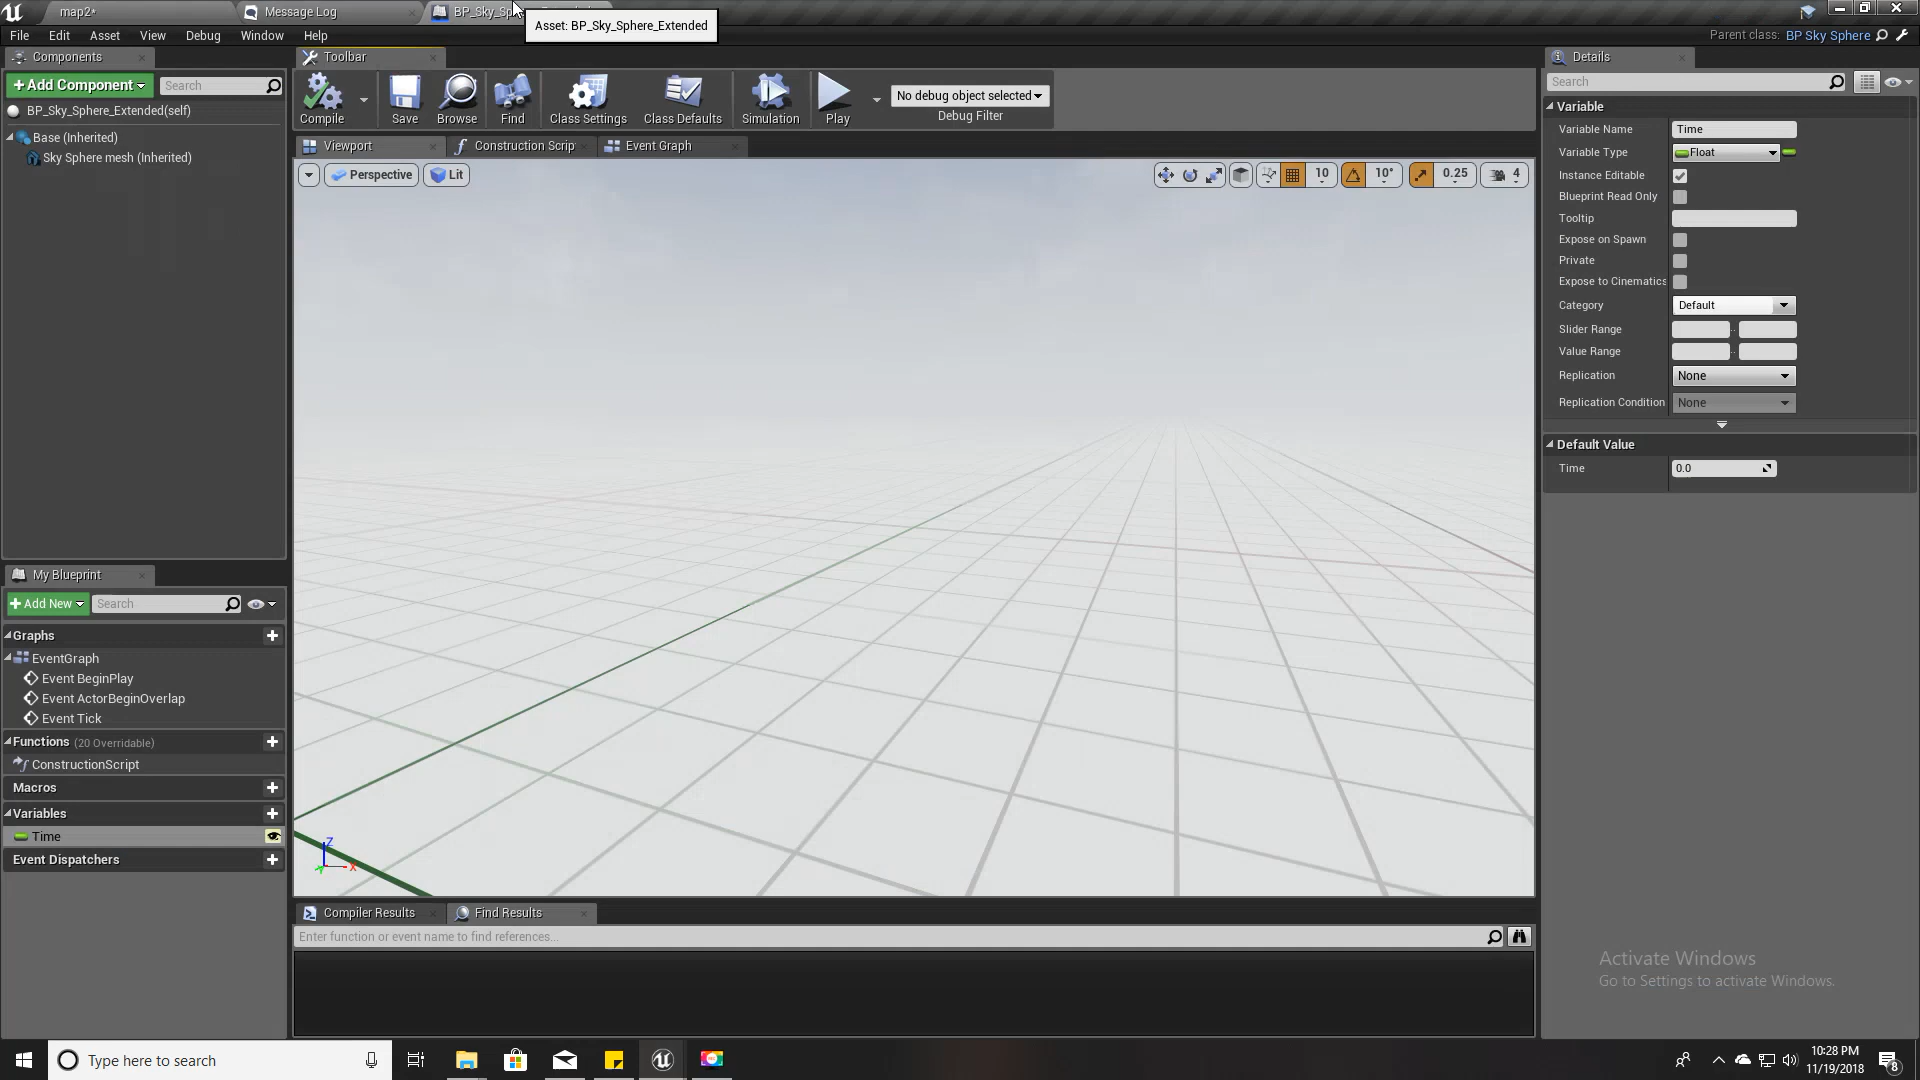 map2*
Message Log
BP_Sky_Sp
Asset: BP_Sky_Sphere_Extended
File Edit Asset View Debug Window Help
Parent class: BP Sky Sphere
Components
Add Component
Search
BP_Sky_Sphere_Extended(self)
Base (Inherited)
Sky Sphere mesh (Inherited)
Toolbar
Compile
Save
Browse
Find
Class Settings
Class Defaults
Simulation
Play
No debug object selected
Debug Filter
Viewport
Construction Scrip
Event Graph
Perspective
Lit
10
10°
0.25
4
My Blueprint
Add New
Search
Graphs
EventGraph
Event BeginPlay
Event ActorBeginOverlap
Event Tick
Functions (20 Overridable)
ConstructionScript
Macros
Variables
Time
Event Dispatchers
Z
X
Y
Compiler Results
Find Results
Enter function or event name to find references...
Details
Search
Variable
Variable Name Time
Variable Type Float
Instance Editable
Blueprint Read Only
Tooltip
Expose on Spawn
Private
Expose to Cinematics
Category Default
Slider Range
Value Range
Replication None
Replication Condition None
Default Value
Time 0.0
Activate Windows
Go to Settings to activate Windows.
Type here to search
10:28 PM
11/19/2018
8